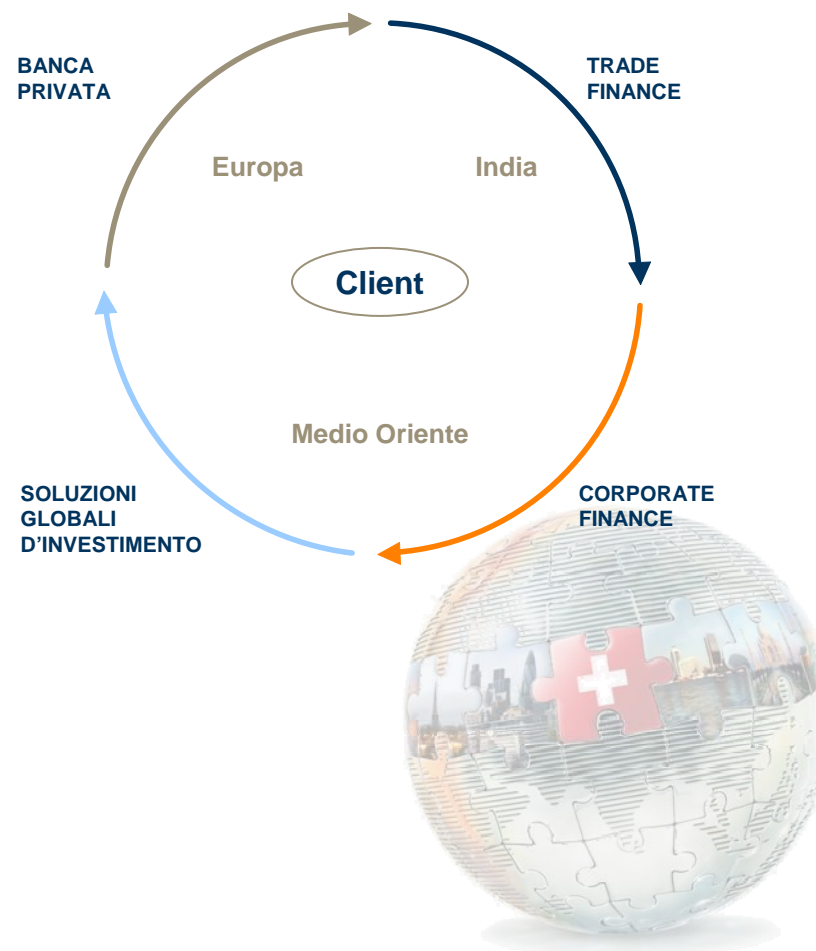 BANCA
PRIVATA
TRADE
FINANCE
Europa
India
Client
Medio Oriente
SOLUZIONI
GLOBALI
D’INVESTIMENTO
CORPORATE
FINANCE